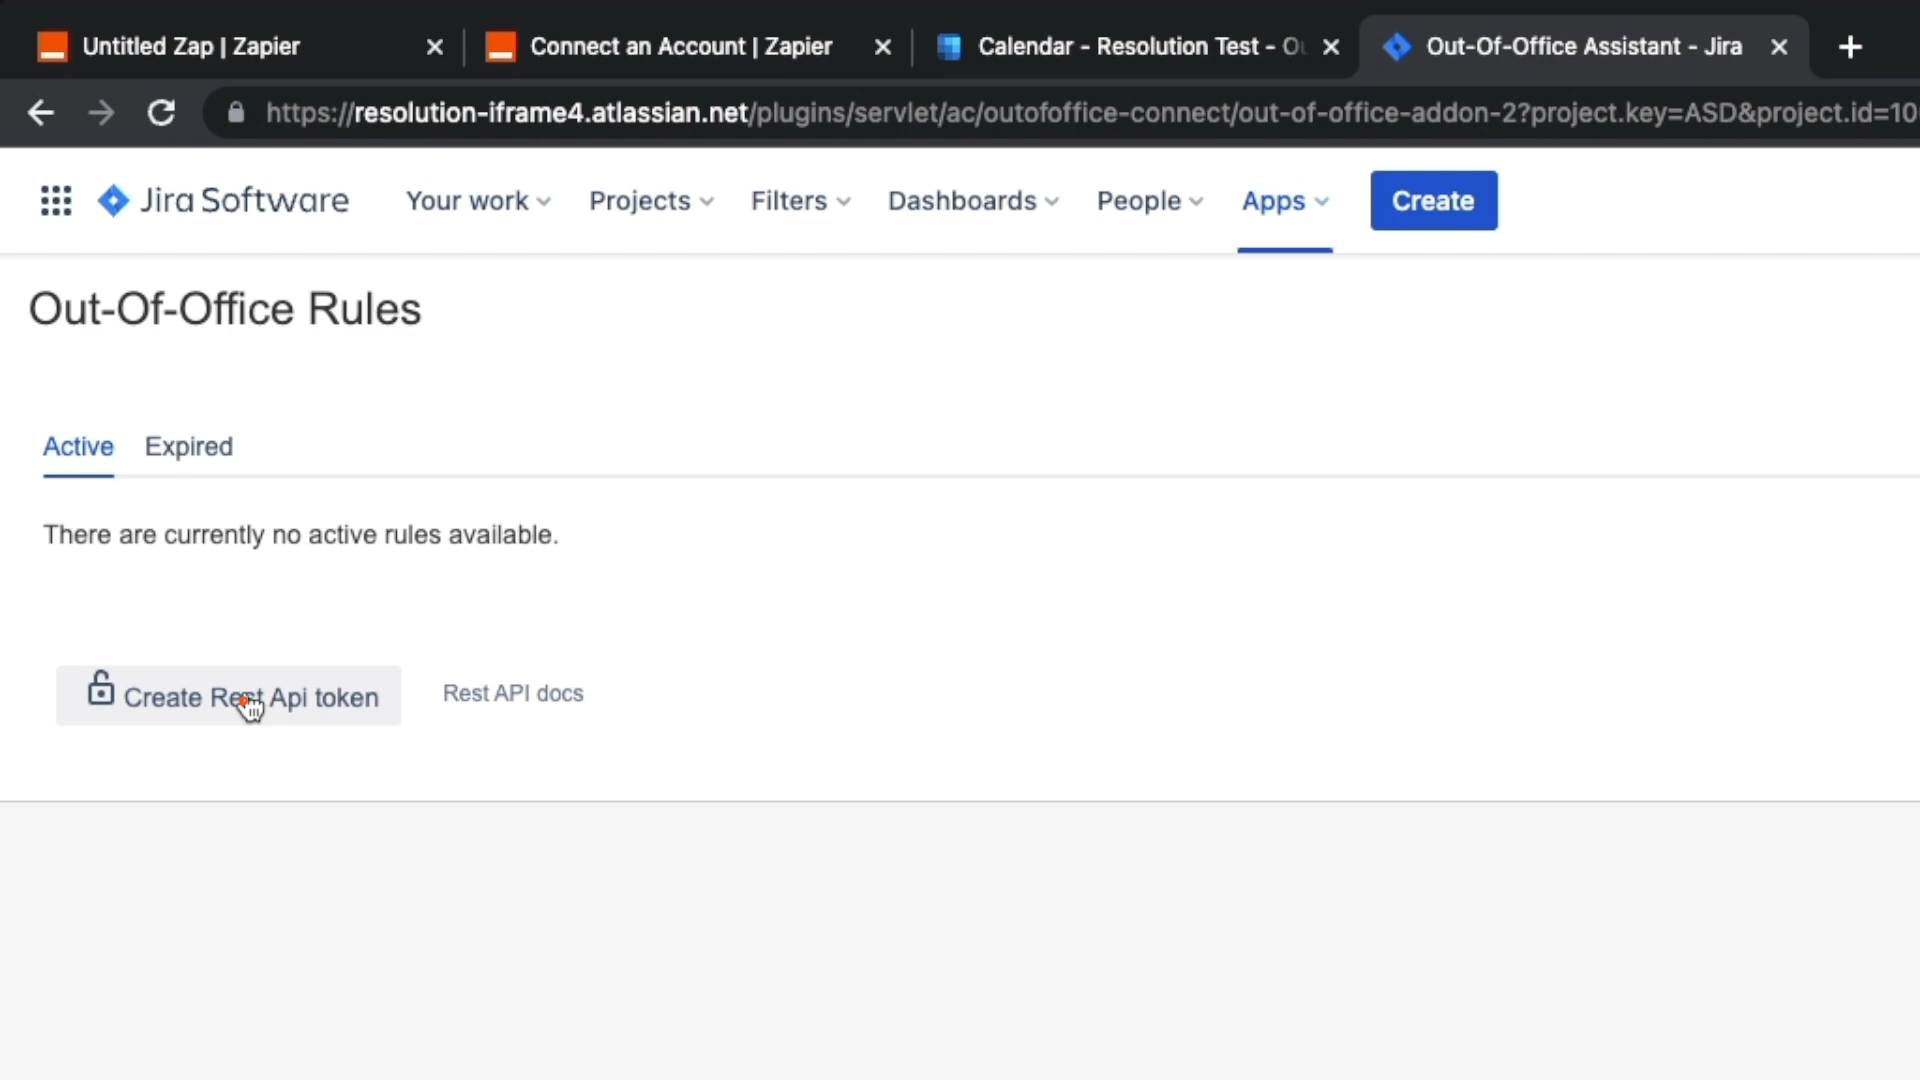 Untitled Zap | Zapier
Connect an Account | Zapier
Calendar - Resolution Test - Ou
Out-Of-Office Assistant - Jira
https://resolution-iframe4.atlassian.net/plugins/servlet/ac/outofoffice-connect/out-of-office-addon-2?project.key=ASD&project.id=10
Jira Software
Your work
Projects
Filters
Dashboards
People
Apps
Create
Out-Of-Office Rules
Active
Expired
There are currently no active rules available.
Create Rest Api token
Rest API docs